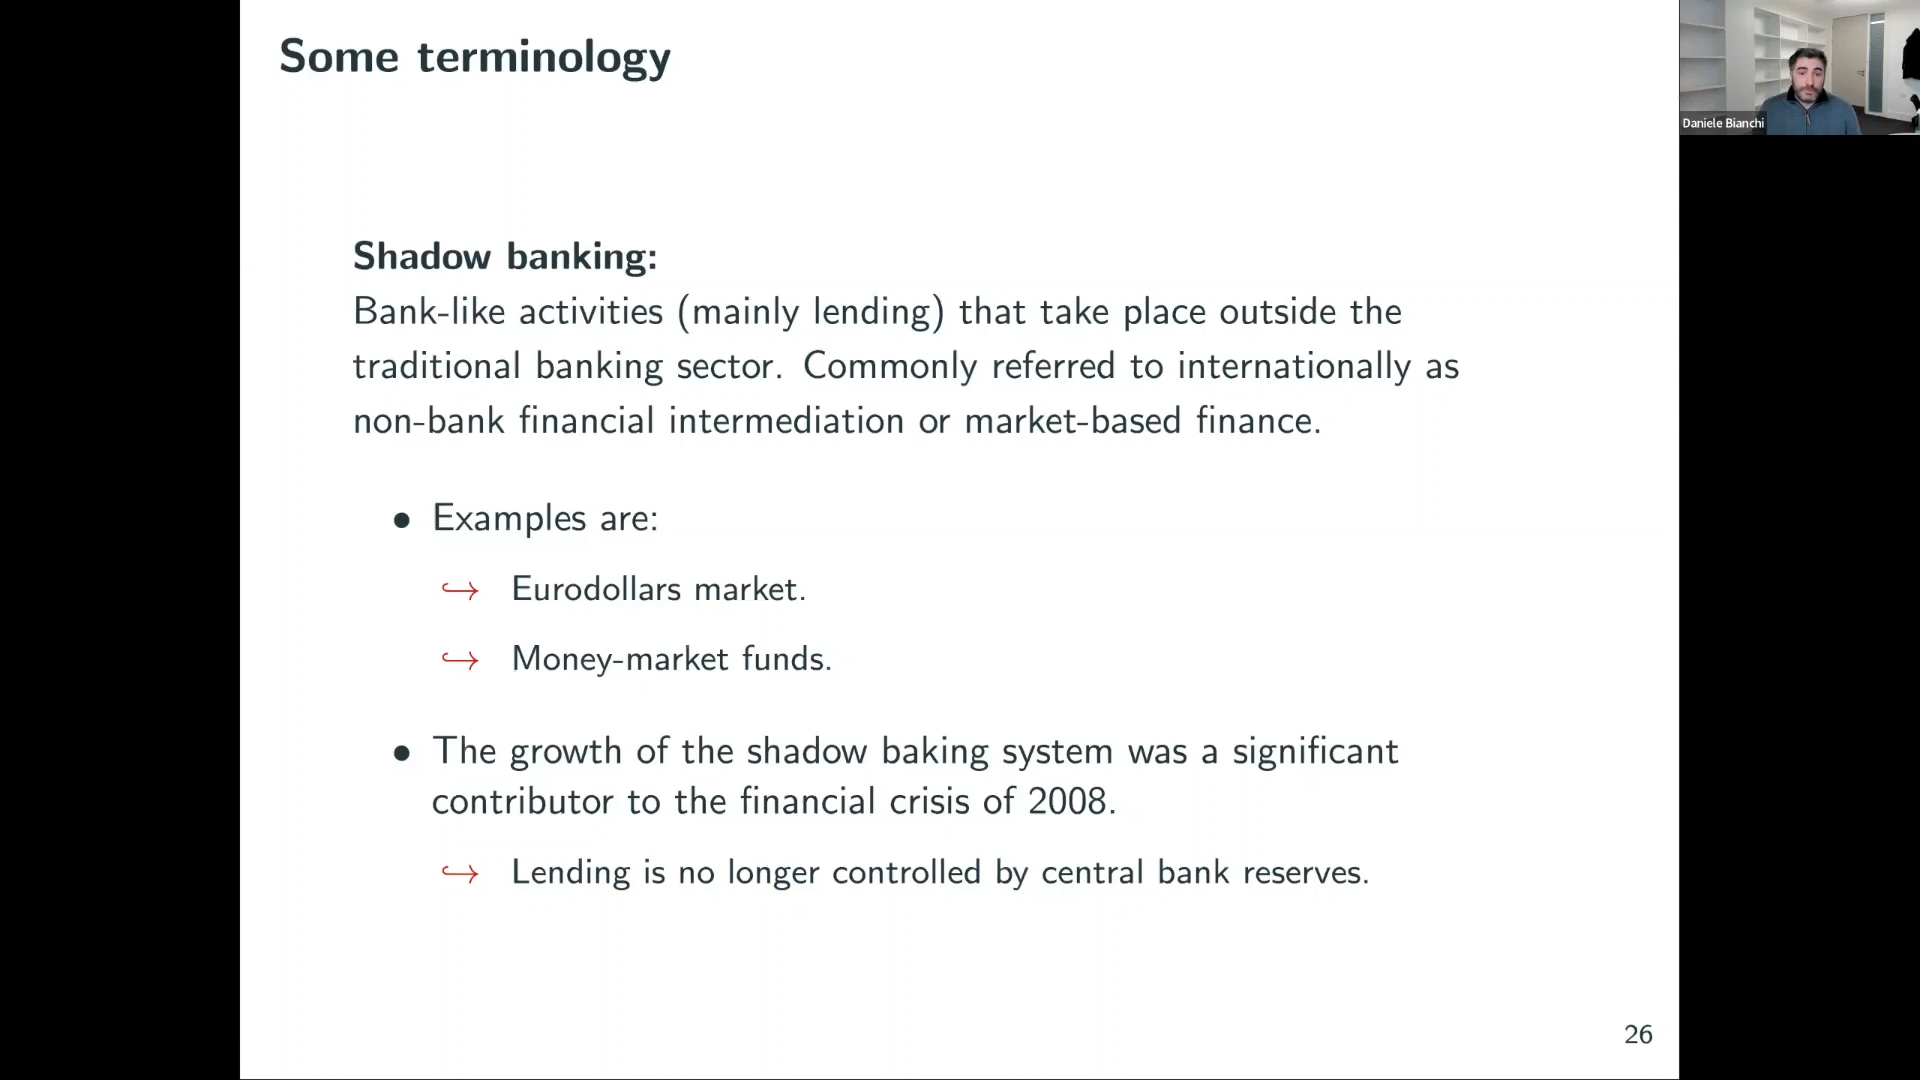 Some terminology
Daniele Bianchi
Shadow banking:
Bank-like activities (mainly lending) that take place outside the
traditional banking sector. Commonly referred to internationally as
non-bank financial intermediation or market-based finance.
• Examples are:
↪ Eurodollars market.
↪ Money-market funds.
• The growth of the shadow baking system was a significant
contributor to the financial crisis of 2008.
↪ Lending is no longer controlled by central bank reserves.
26